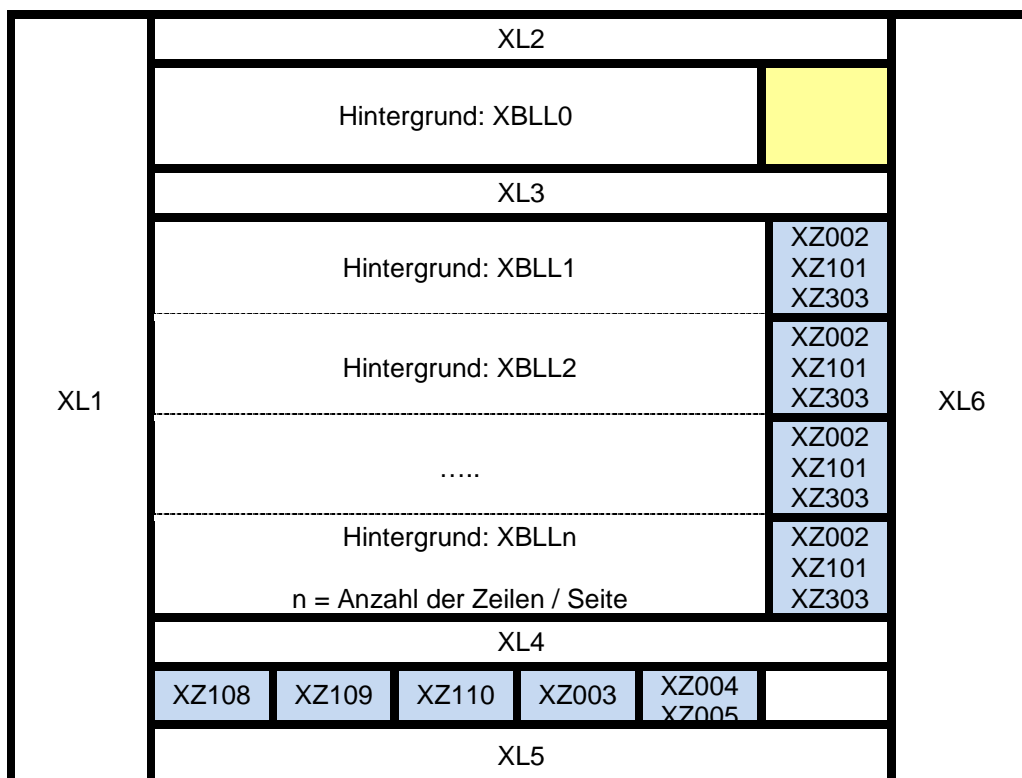 XL2
Hintergrund: XBLL0
XL3
Hintergrund: XBLL1
XZ002
XZ101
XZ303
Hintergrund: XBLL2
XZ002
XZ101
XZ303
XL1
XL6
…..
XZ002
XZ101
XZ303
Hintergrund: XBLLn
n = Anzahl der Zeilen / Seite
XZ002
XZ101
XZ303
XL4
XZ108
XZ109
XZ110
XZ003
XZ004
XZ005
XL5